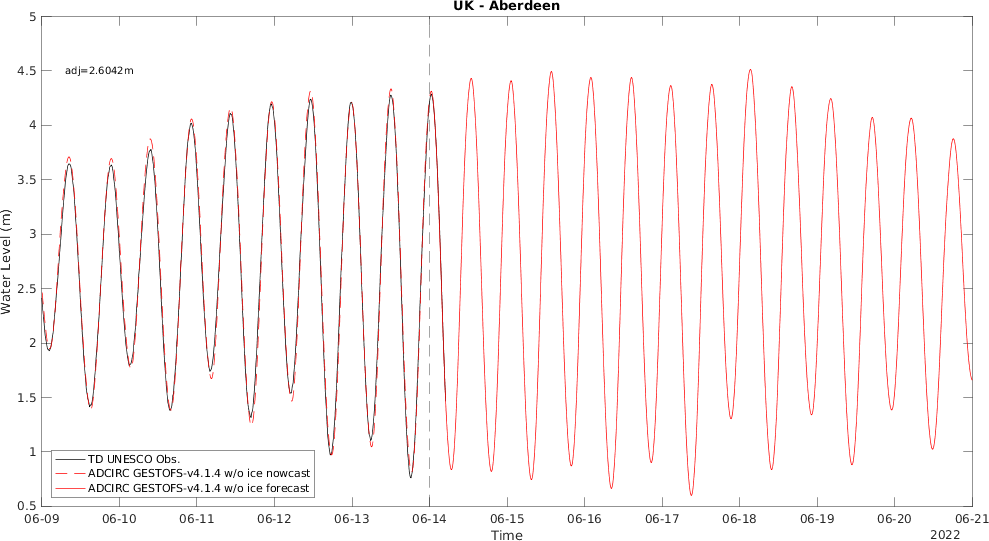 UK - Aberdeen
5
4.5
4
3.5
3
2.5
2
1.5
1
0.5
Water Level (m)
adj=2.6042m
TD UNESCO Obs.
ADCIRC GESTOFS-v4.1.4 w/o ice nowcast
ADCIRC GESTOFS-v4.1.4 w/o ice forecast
06-09 06-10 06-11 06-12 06-13 06-14 06-15 06-16 06-17 06-18 06-19 06-20 06-21
Time
2022